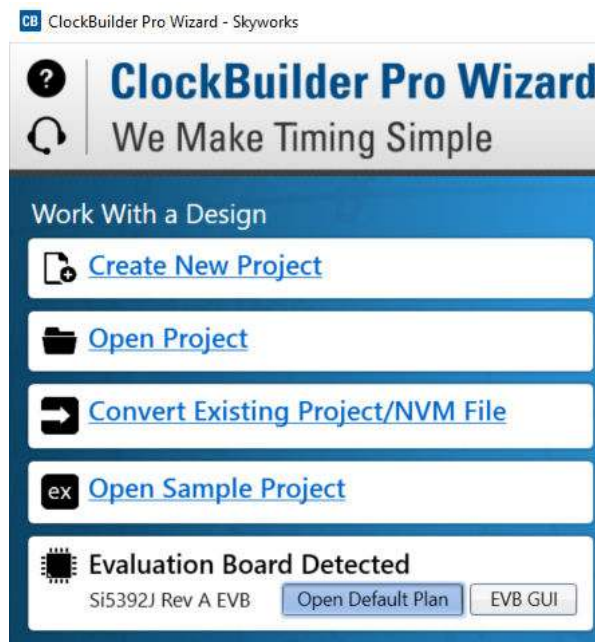 CB ClockBuilder Pro Wizard - Skyworks
? ClockBuilder Pro Wizard
We Make Timing Simple
Work With a Design
Create New Project
Open Project
Convert Existing Project/NVM File
ex Open Sample Project
Evaluation Board Detected
Si5392J Rev A EVB Open Default Plan EVB GUI